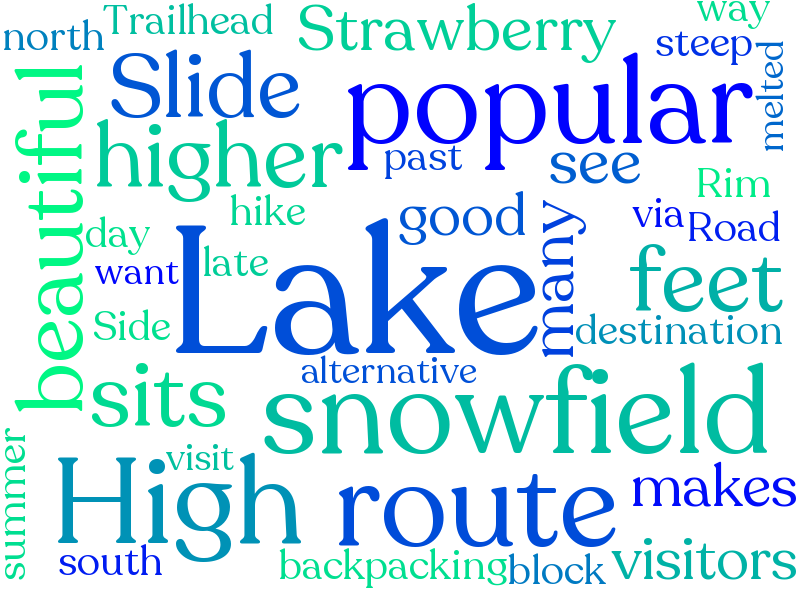 Trailhead
way
north
Strawberry
steep
Slide
popular
melted
beautiful
higher
past
see
Rim
hike
good
many
via
Road
day
Lake
late
want
feet
Side
destination
alternative
sits
snowfield
visit
High
route
makes
summer
south
backpacking
block
visitors